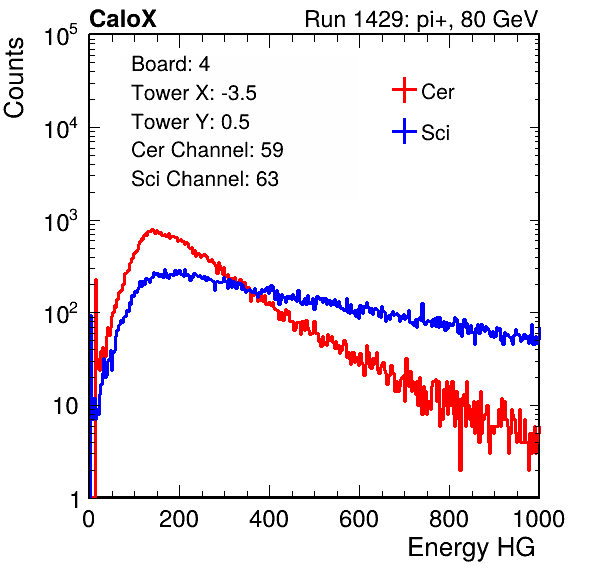 CaloX Run 1429: pi+, 80 GeV
Counts
10^5
10^4
10^3
10^2
10
1
Board: 4
Tower X: -3.5
Tower Y: 0.5
Cer Channel: 59
Sci Channel: 63
Cer
Sci
0 200 400 600 800 1000
Energy HG